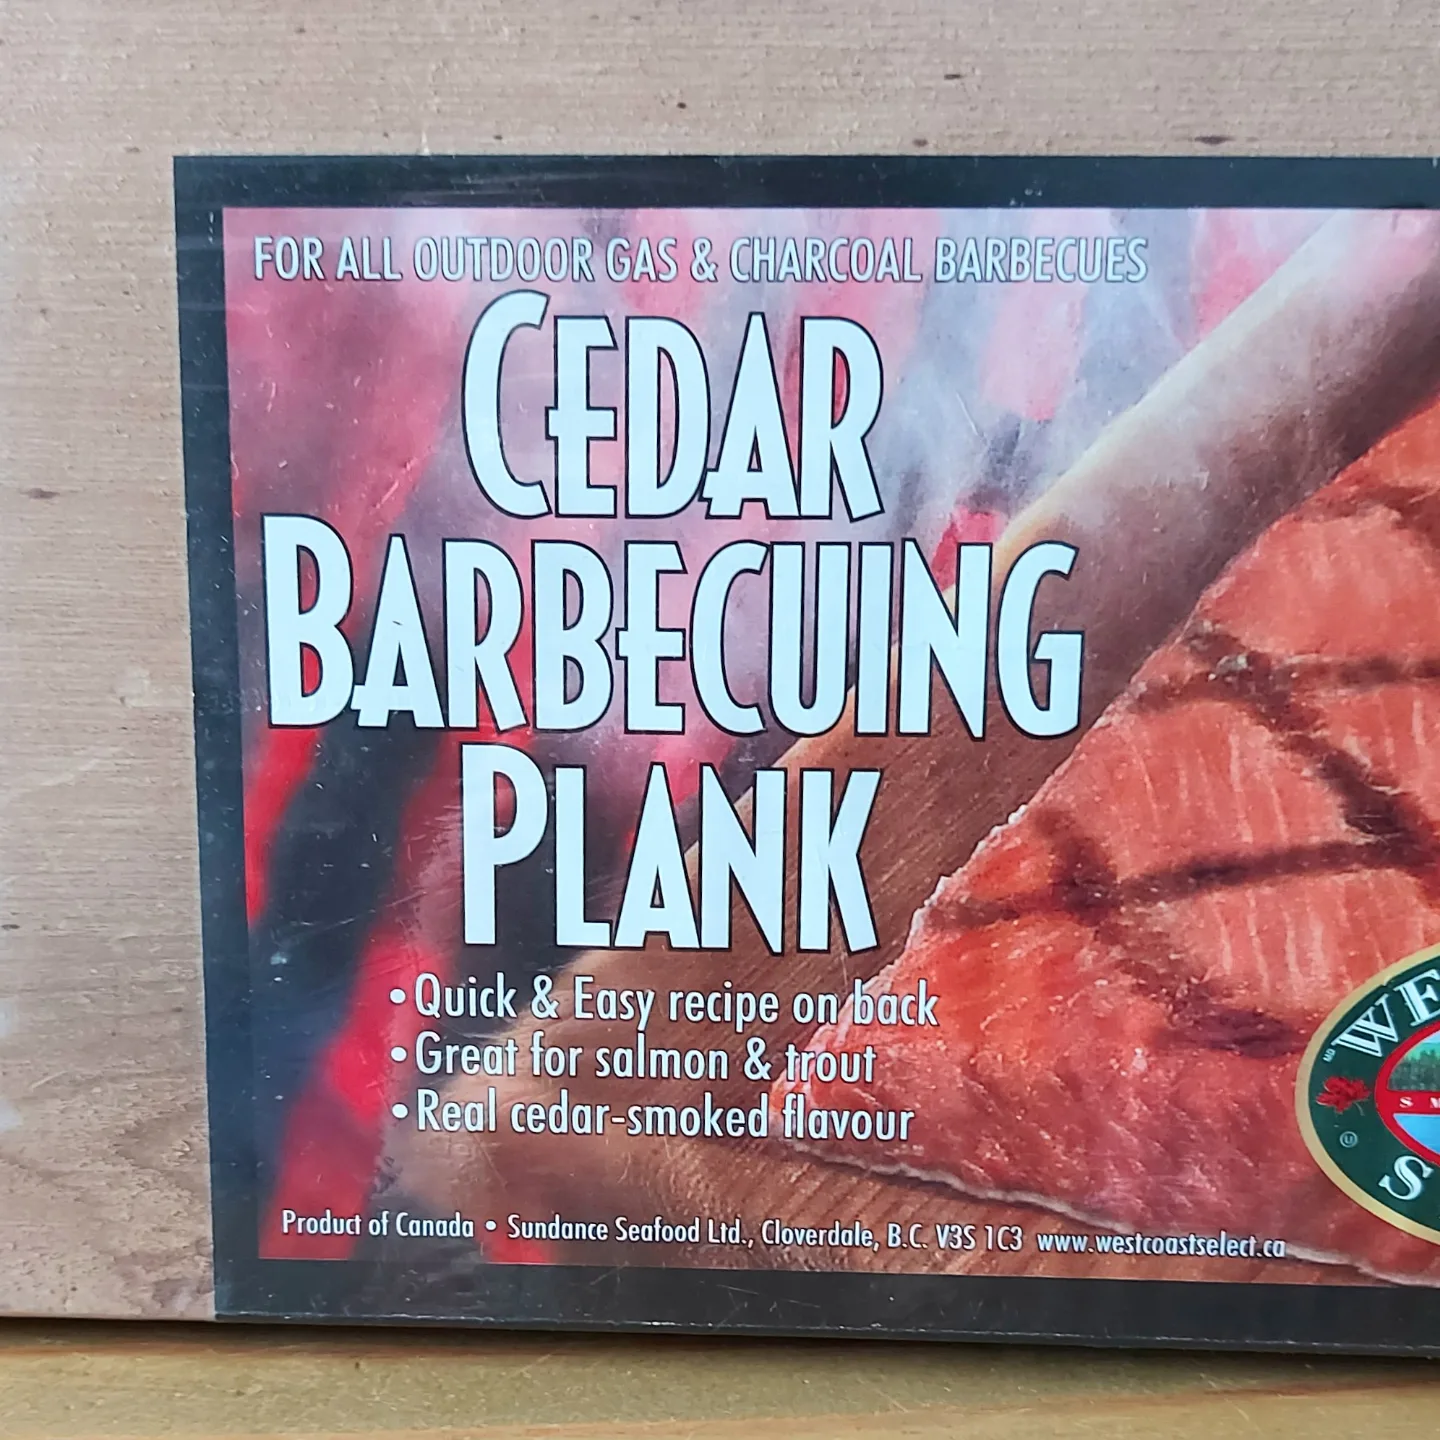 FOR ALL OUTDOOR GAS & CHARCOAL BARBECUES
CEDAR
BARBECUING
PLANK
•Quick & Easy recipe on back
•Great for salmon & trout
•Real cedar-smoked flavour
Product of Canada • Sundance Seafood Ltd., Cloverdale, B.C. V3S 1C3 www.westcoastselect.ca